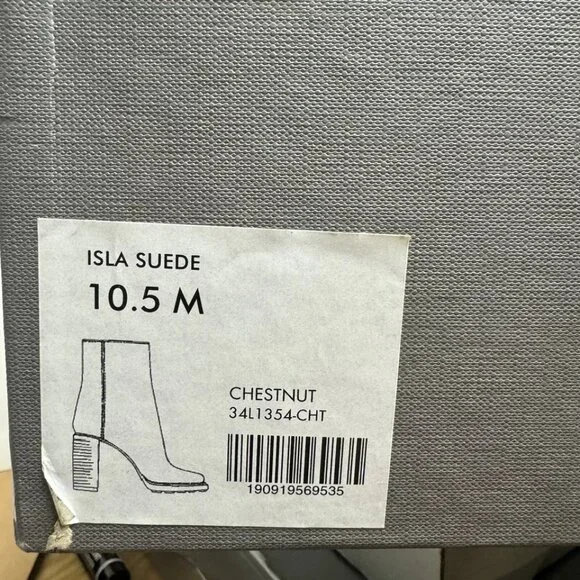 ISLA SUEDE
10.5 M
CHESTNUT
34L1354-CHT
190919569535